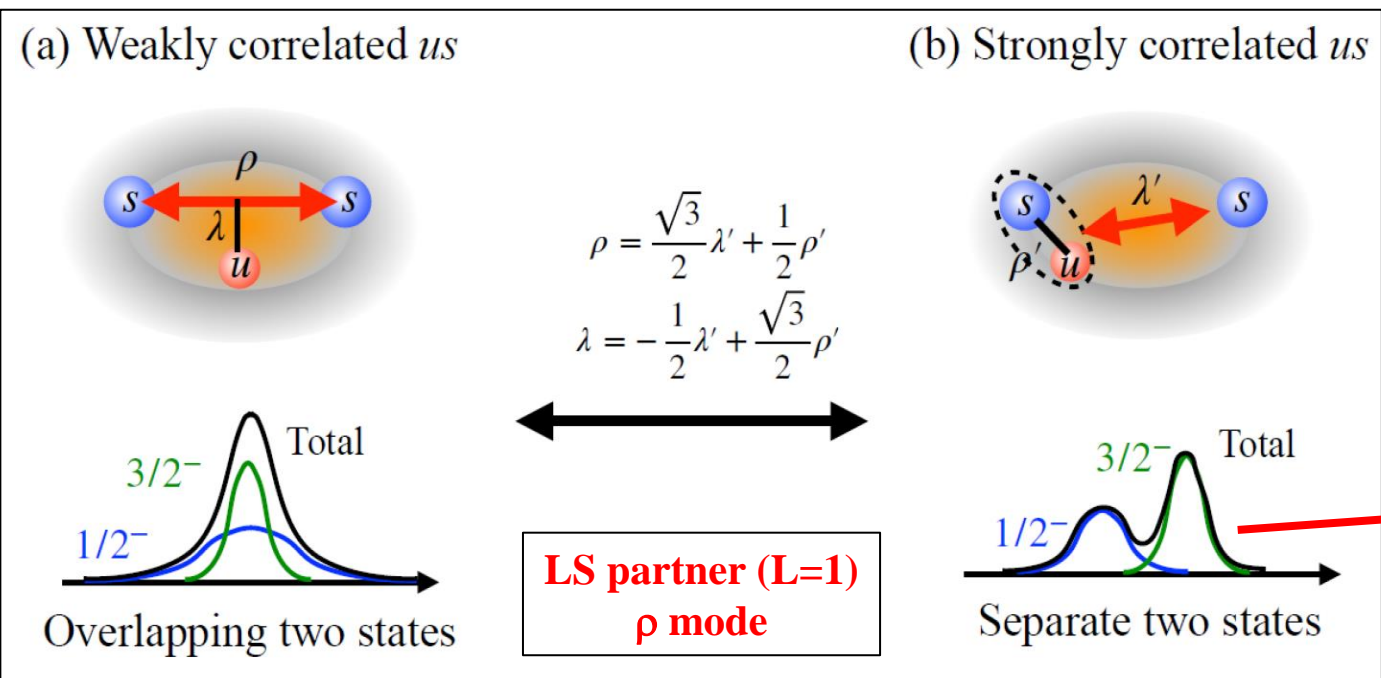 (a) Weakly correlated us
ρ
s
s
λ
u
Total
3/2⁻
1/2⁻
Overlapping two states
ρ = √3/2 λ′ + 1/2 ρ′
λ = − 1/2 λ′ + √3/2 ρ′
LS partner (L=1)
ρ mode
(b) Strongly correlated us
λ′
s
s
ρ′
u
3/2⁻
Total
1/2⁻
Separate two states